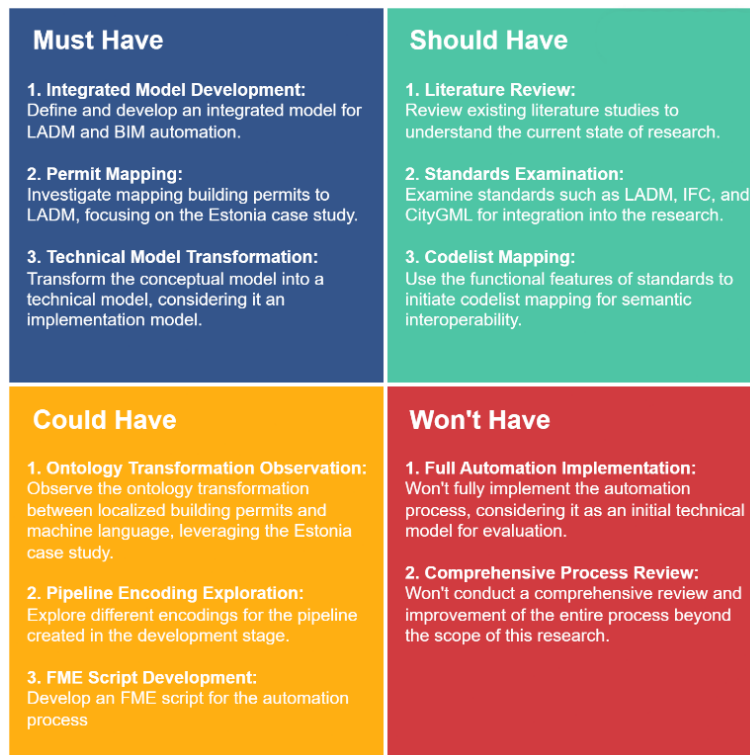 Must Have
1. Integrated Model Development:
Define and develop an integrated model for
LADM and BIM automation.
2. Permit Mapping:
Investigate mapping building permits to
LADM, focusing on the Estonia case study.
3. Technical Model Transformation:
Transform the conceptual model into a
technical model, considering it an
implementation model.
Should Have
1. Literature Review:
Review existing literature studies to
understand the current state of research.
2. Standards Examination:
Examine standards such as LADM, IFC, and
CityGML for integration into the research.
3. Codelist Mapping:
Use the functional features of standards to
initiate codelist mapping for semantic
interoperability.
Could Have
1. Ontology Transformation Observation:
Observe the ontology transformation
between localized building permits and
machine language, leveraging the Estonia
case study.
2. Pipeline Encoding Exploration:
Explore different encodings for the pipeline
created in the development stage.
3. FME Script Development:
Develop an FME script for the automation
process
Won't Have
1. Full Automation Implementation:
Won't fully implement the automation
process, considering it as an initial technical
model for evaluation.
2. Comprehensive Process Review:
Won't conduct a comprehensive review and
improvement of the entire process beyond
the scope of this research.